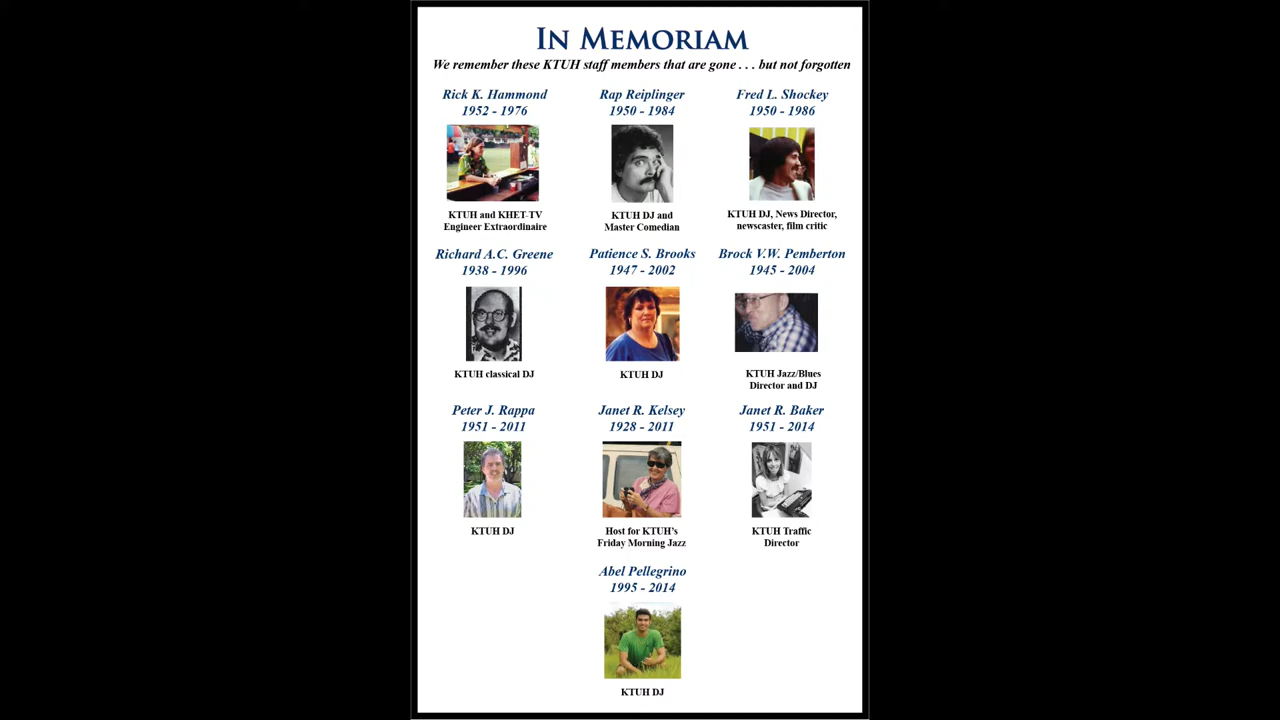 In Memoriam
We remember these KTUH staff members that are gone . . . but not forgotten
Rick K. Hammond
1952 - 1976
KTUH and KHET-TV
Engineer Extraordinaire
Rap Reiplinger
1950 - 1984
KTUH DJ and
Master Comedian
Fred L. Shockey
1950 - 1986
KTUH DJ, News Director,
newscaster, film critic
Richard A.C. Greene
1938 - 1996
KTUH classical DJ
Patience S. Brooks
1947 - 2002
KTUH DJ
Brock V.W. Pemberton
1945 - 2004
KTUH Jazz/Blues
Director and DJ
Peter J. Rappa
1951 - 2011
KTUH DJ
Janet R. Kelsey
1928 - 2011
Host for KTUH's
Friday Morning Jazz
Janet R. Baker
1951 - 2014
KTUH Traffic
Director
Abel Pellegrino
1995 - 2014
KTUH DJ